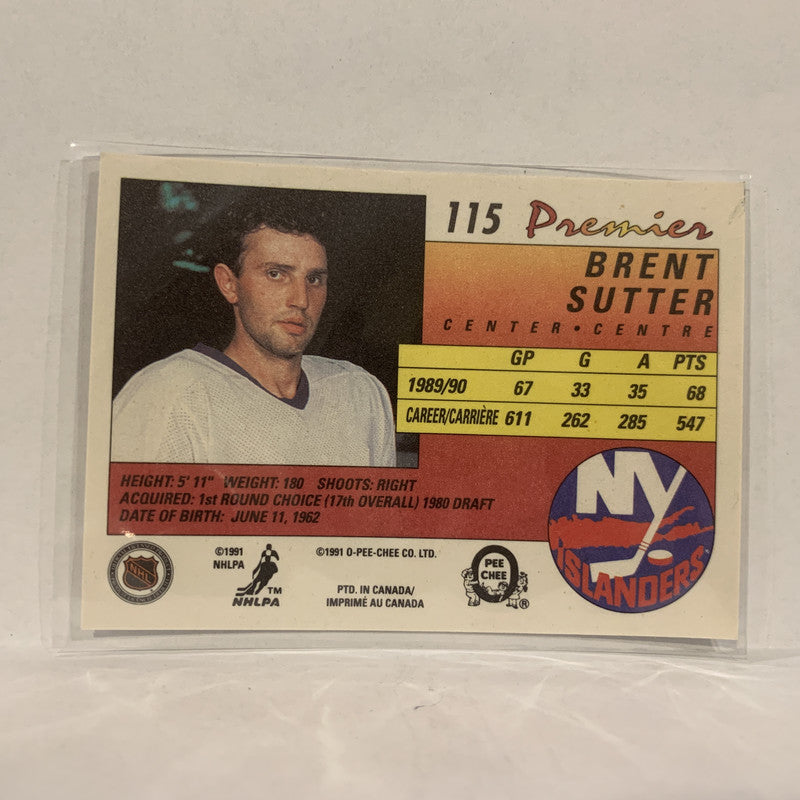 115 Premier
BRENT
SUTTER
CENTER • CENTRE
GP G A PTS
1989/90 67 33 35 68
CAREER/CARRIÈRE 611 262 285 547
HEIGHT: 5' 11" WEIGHT: 180 SHOOTS: RIGHT
ACQUIRED: 1st ROUND CHOICE (17th OVERALL) 1980 DRAFT
DATE OF BIRTH: JUNE 11, 1962
NY
ISLANDERS
NHL
©1991
NHLPA
NHLPA
TM
©1991 O-PEE-CHEE CO. LTD.
PTD. IN CANADA/
IMPRIMÉ AU CANADA
PEE
CHEE
®